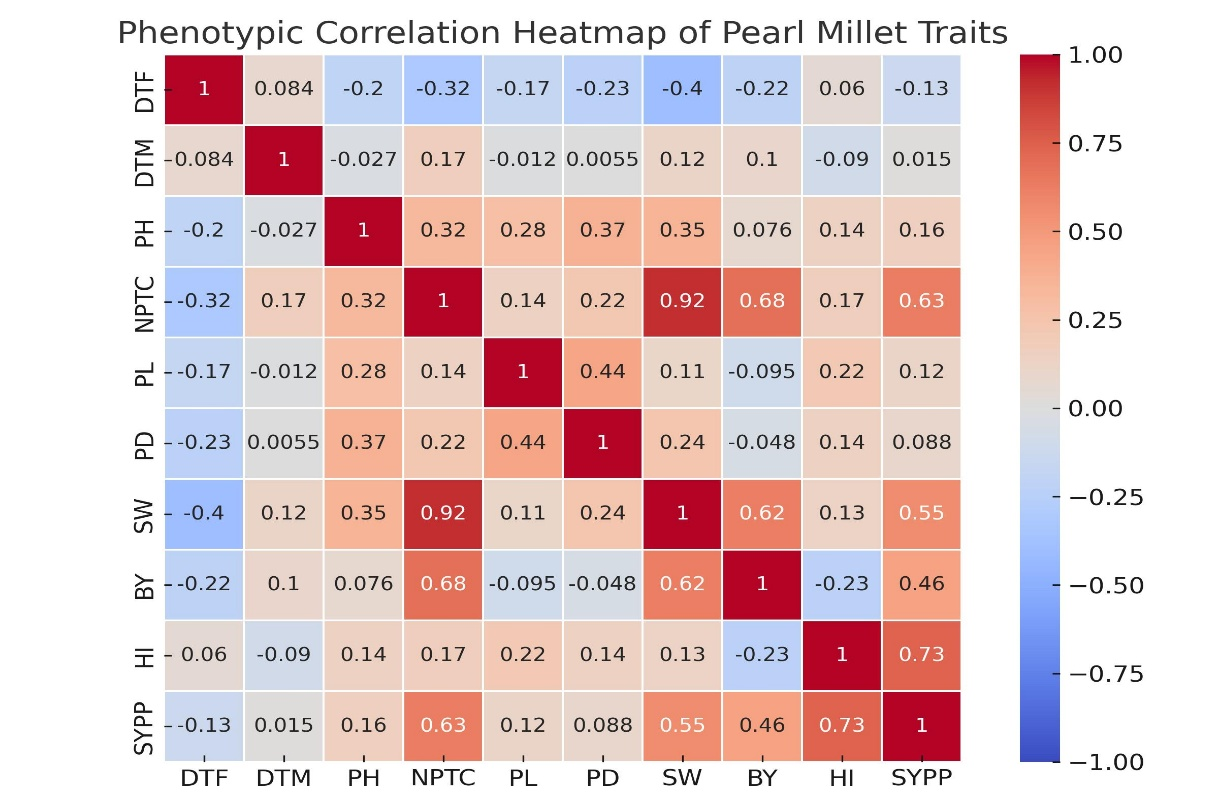 Phenotypic Correlation Heatmap of Pearl Millet Traits
DTF 1 0.084 -0.2 -0.32 -0.17 -0.23 -0.4 -0.22 0.06 -0.13
DTM 0.084 1 -0.027 0.17 -0.012 0.0055 0.12 0.1 -0.09 0.015
PH -0.2 -0.027 1 0.32 0.28 0.37 0.35 0.076 0.14 0.16
NPTC -0.32 0.17 0.32 1 0.14 0.22 0.92 0.68 0.17 0.63
PL -0.17 -0.012 0.28 0.14 1 0.44 0.11 -0.095 0.22 0.12
PD -0.23 0.0055 0.37 0.22 0.44 1 0.24 -0.048 0.14 0.088
SW -0.4 0.12 0.35 0.92 0.11 0.24 1 0.62 0.13 0.55
BY -0.22 0.1 0.076 0.68 -0.095 -0.048 0.62 1 -0.23 0.46
HI 0.06 -0.09 0.14 0.17 0.22 0.14 0.13 -0.23 1 0.73
SYPP -0.13 0.015 0.16 0.63 0.12 0.088 0.55 0.46 0.73 1
DTF DTM PH NPTC PL PD SW BY HI SYPP
1.00
0.75
0.50
0.25
0.00
−0.25
−0.50
−0.75
−1.00